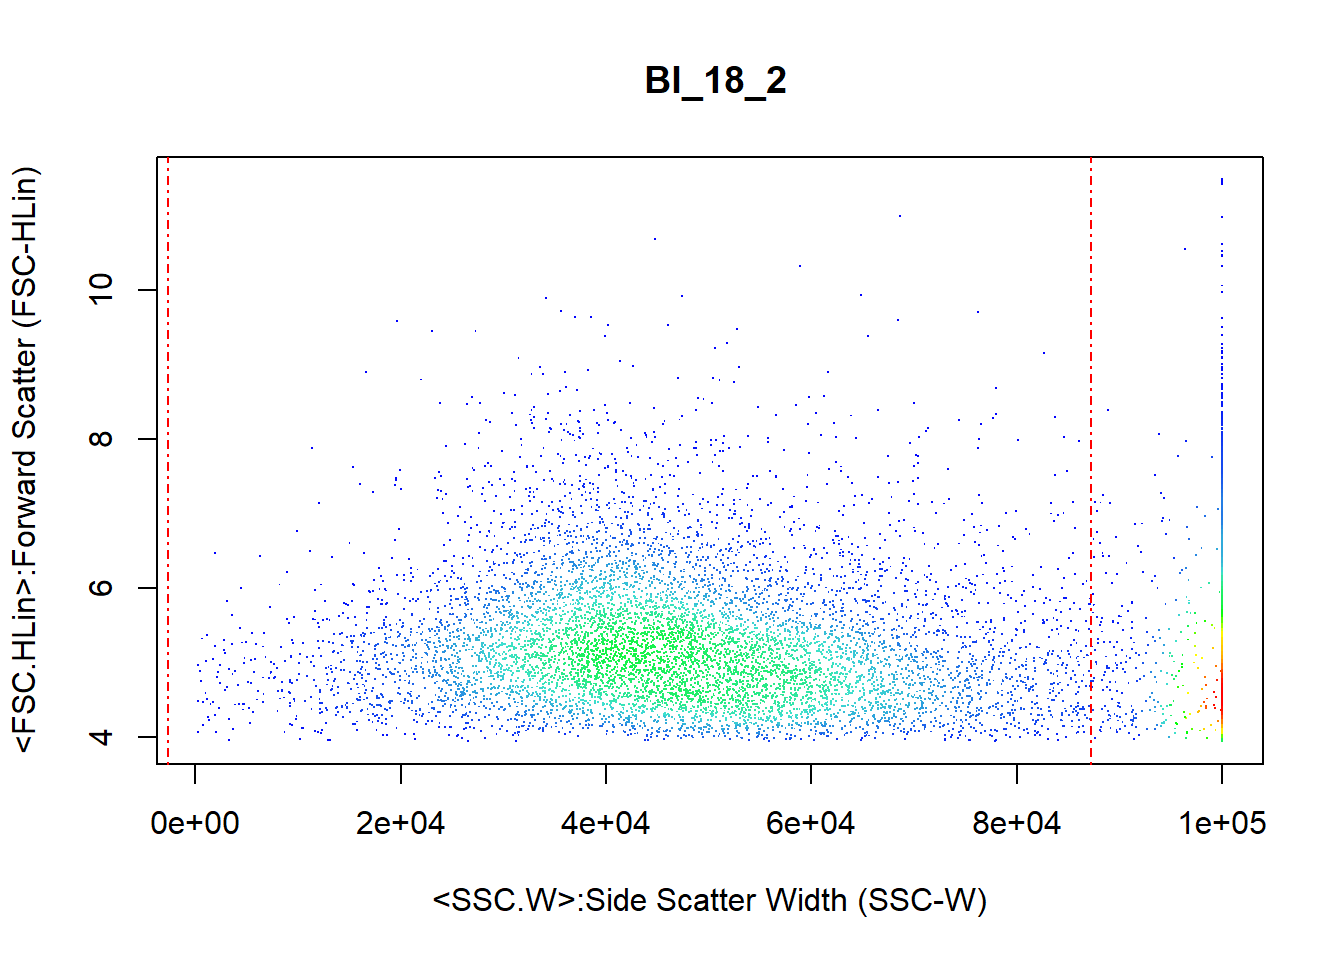 BI_18_2
<FSC.HLin>:Forward Scatter (FSC-HLin)
10
8
6
4
0e+00 2e+04 4e+04 6e+04 8e+04 1e+05
<SSC.W>:Side Scatter Width (SSC-W)